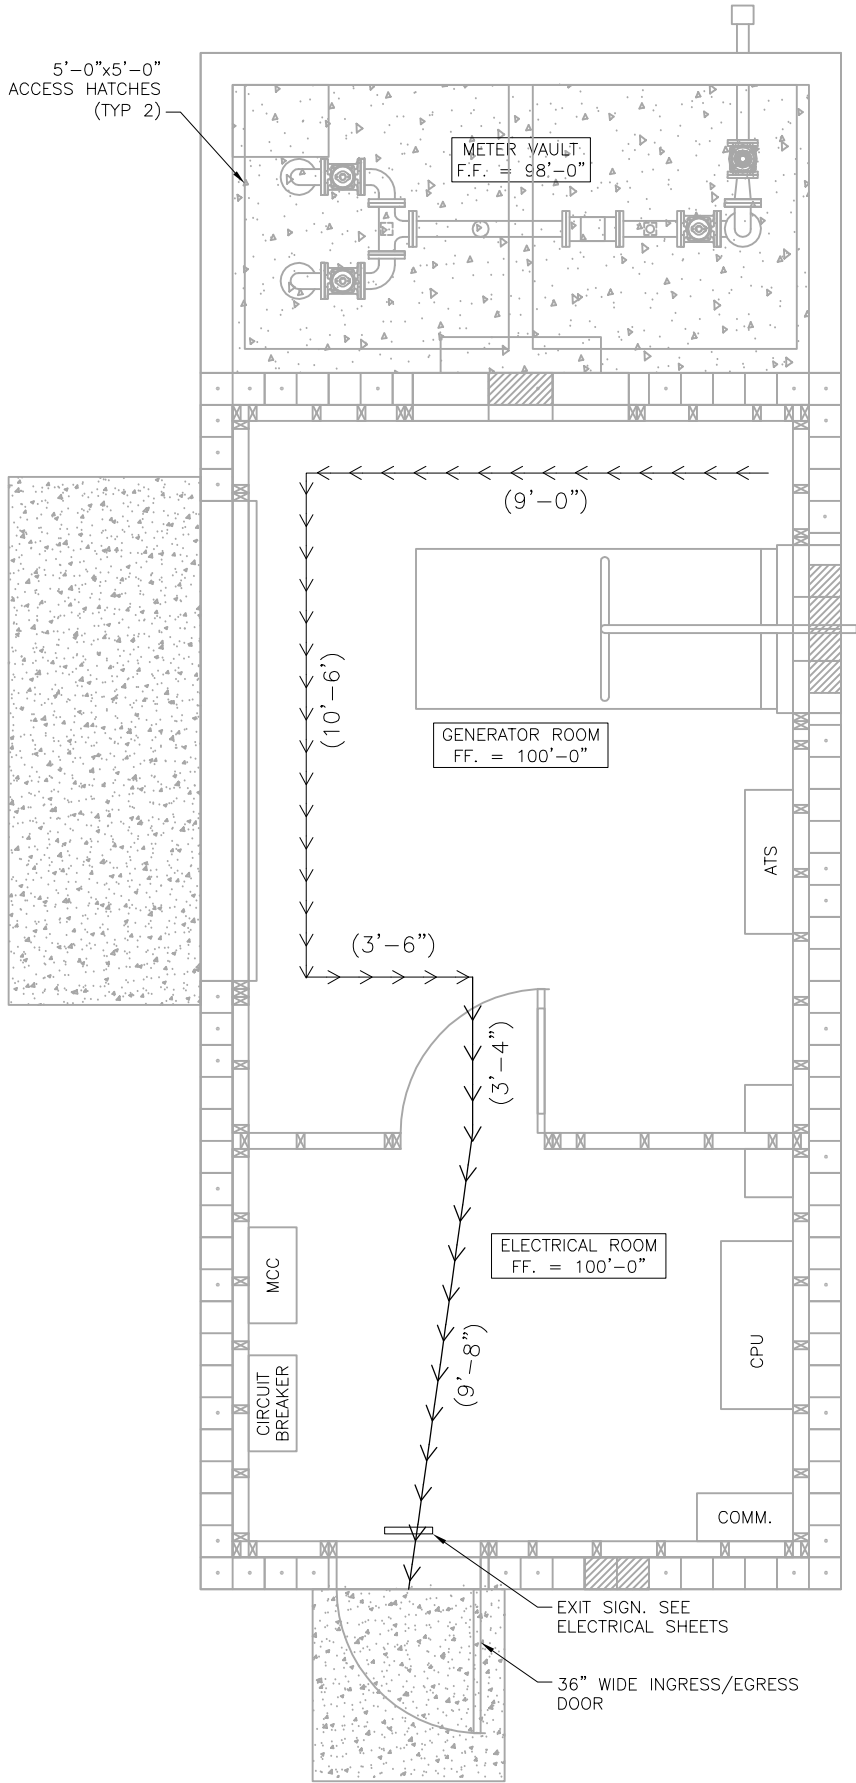 5'-0"x5'-0"
ACCESS HATCHES
(TYP 2)
METER VAULT
F.F. = 98'-0"
(9'-0")
(10'-6")
GENERATOR ROOM
FF. = 100'-0"
ATS
(3'-6")
(3'-4")
ELECTRICAL ROOM
FF. = 100'-0"
MCC
(9'-8")
CPU
CIRCUIT
BREAKER
COMM.
EXIT SIGN. SEE
ELECTRICAL SHEETS
36" WIDE INGRESS/EGRESS
DOOR